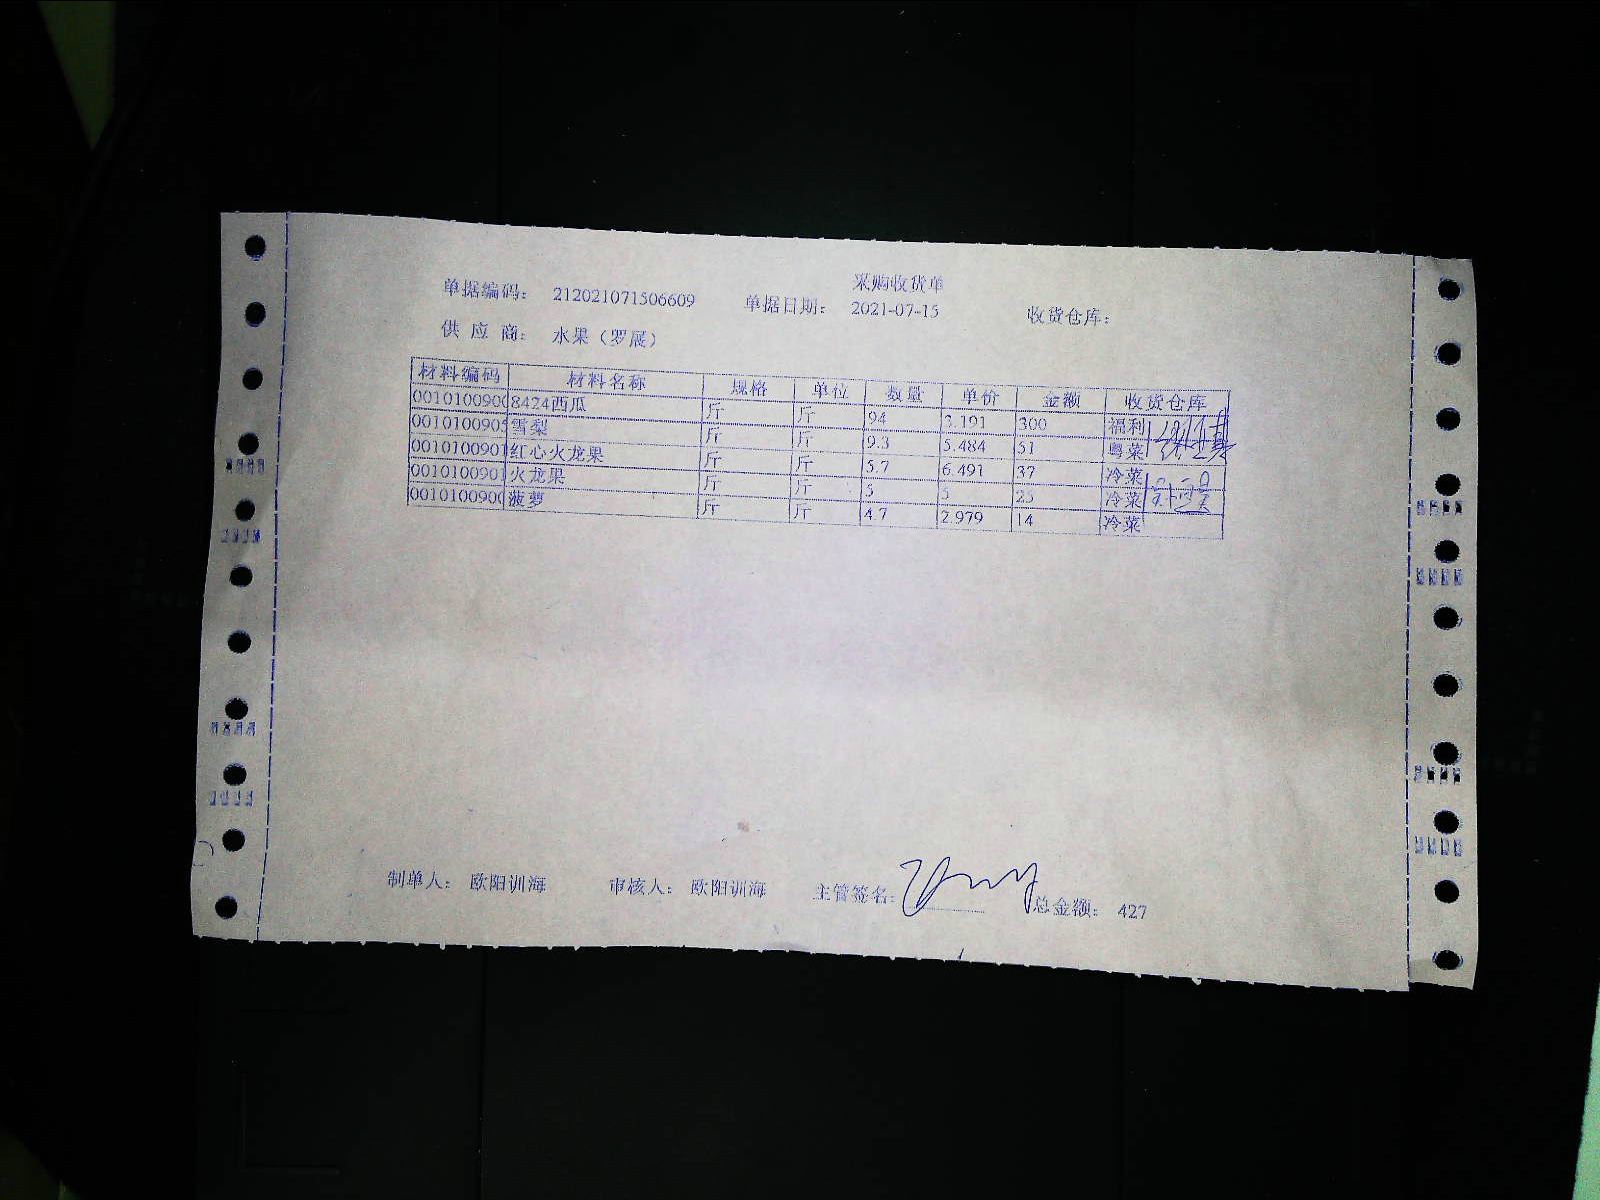 采购收货单
单据编码: 212021071506609 单据日期: 2021-07-15 收货仓库:
供应商: 水果(罗展)
材料编码 材料名称 规格 单位 数量 单价 金额 收货仓库
0010100900 8424西瓜 斤 斤 94 3.191 300 福利
001010090 雪梨 斤 斤 9.3 5.484 51 粤菜
001010090 红心火龙果 斤 斤 5.7 6.491 37 冷菜
001010090 火龙果 斤 斤 5 5 25 冷菜
001010090 菠萝 斤 斤 4.7 2.979 14 冷菜
制单人: 欧阳训海 审核人: 欧阳训海 主管签名: 总金额: 427